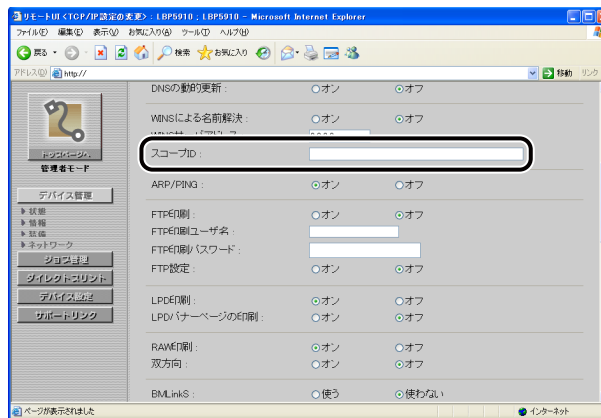 リモートUI <TCP/IP設定の変更> : LBP5910 ; LBP5910 - Microsoft Internet Explorer
ファイル(F) 編集(E) 表示(V) お気に入り(A) ツール(T) ヘルプ(H)
戻る 検索 お気に入り
アドレス(D) http:// 移動 リンク
トップページへ
管理者モード
デバイス管理
状態
情報
装備
ネットワーク
ジョブ管理
ダイレクトプリント
デバイス設定
サポートリンク
DNSの動的更新 : オン オフ
WINSによる名前解決 : オン オフ
スコープID :
ARP/PING : オン オフ
FTP印刷 : オン オフ
FTP印刷ユーザ名 :
FTP印刷パスワード :
FTP設定 : オン オフ
LPD印刷 : オン オフ
LPDバナーページの印刷 : オン オフ
RAW印刷 : オン オフ
双方向 : オン オフ
BMLinkS : 使う 使わない
ページが表示されました インターネット